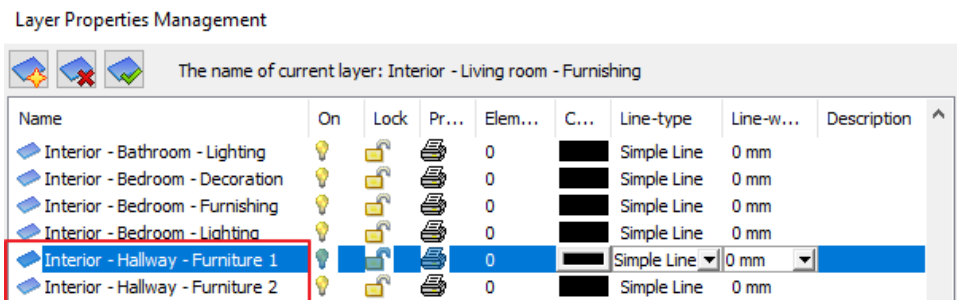 Layer Properties Management
The name of current layer: Interior - Living room - Furnishing
Name On Lock Pr... Elem... C... Line-type Line-w... Description
Interior - Bathroom - Lighting 0 Simple Line 0 mm
Interior - Bedroom - Decoration 0 Simple Line 0 mm
Interior - Bedroom - Furnishing 0 Simple Line 0 mm
Interior - Bedroom - Lighting 0 Simple Line 0 mm
Interior - Hallway - Furniture 1 0 Simple Line 0 mm
Interior - Hallway - Furniture 2 0 Simple Line 0 mm